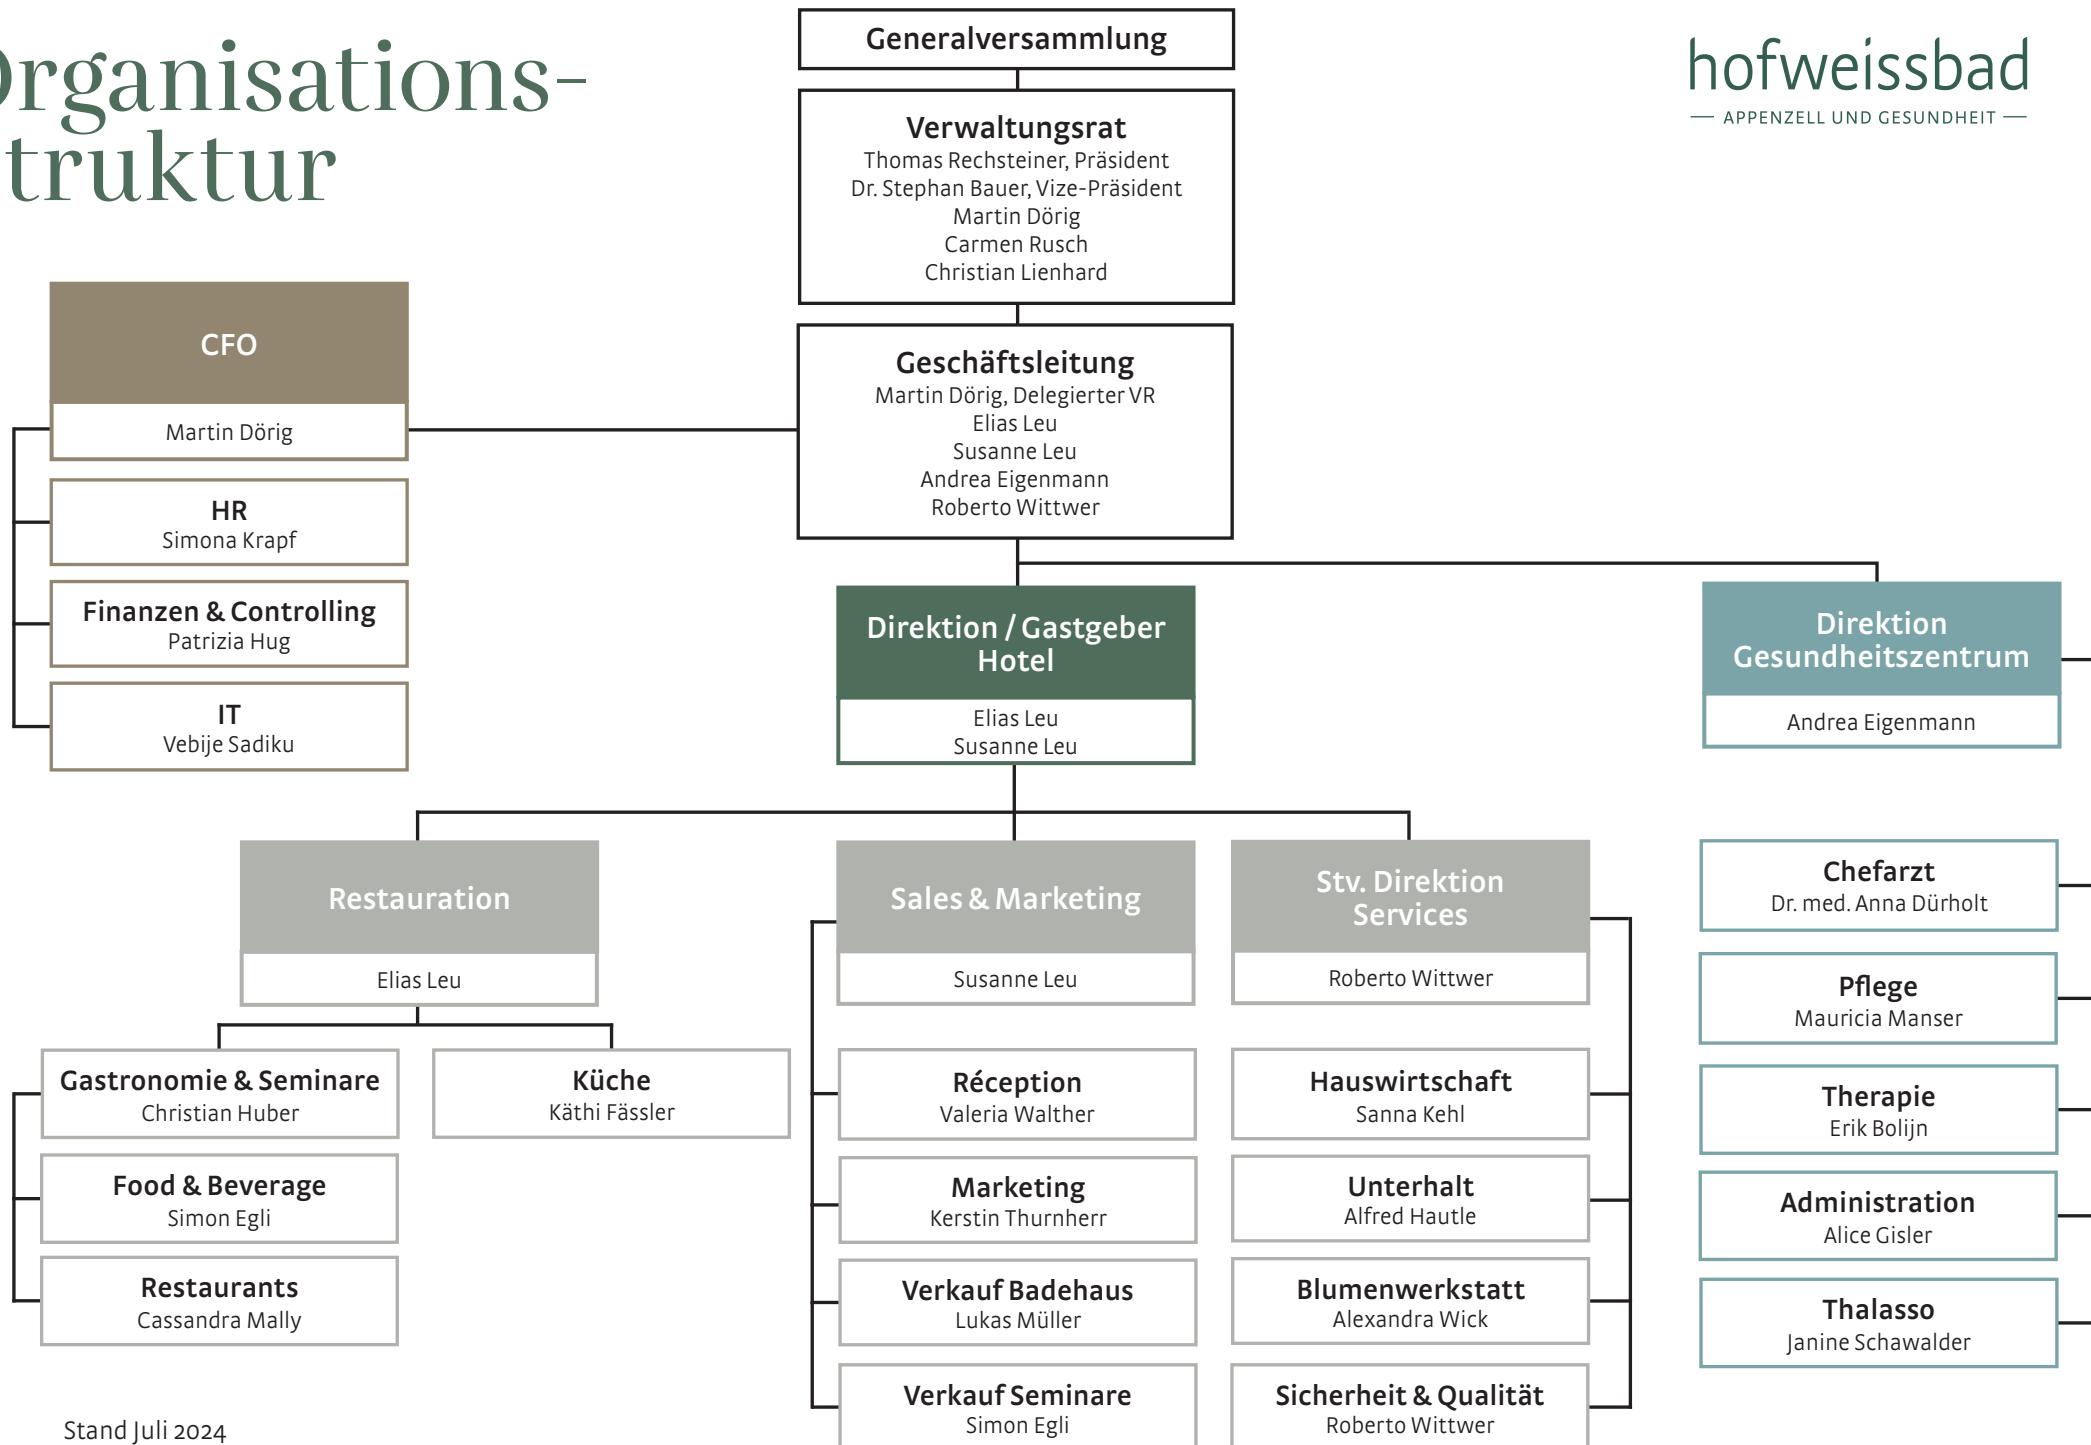 Organisations-
truktur
hofweissbad
APPENZELL UND GESUNDHEIT
Generalversammlung
Verwaltungsrat
Thomas Rechsteiner, Präsident
Dr. Stephan Bauer, Vize-Präsident
Martin Dörig
Carmen Rusch
Christian Lienhard
Geschäftsleitung
Martin Dörig, Delegierter VR
Elias Leu
Susanne Leu
Andrea Eigenmann
Roberto Wittwer
CFO
Martin Dörig
HR
Simona Krapf
Finanzen & Controlling
Patrizia Hug
IT
Vebije Sadiku
Direktion / Gastgeber
Hotel
Elias Leu
Susanne Leu
Direktion
Gesundheitszentrum
Andrea Eigenmann
Restauration
Elias Leu
Gastronomie & Seminare
Christian Huber
Food & Beverage
Simon Egli
Restaurants
Cassandra Mally
Küche
Käthi Fässler
Sales & Marketing
Susanne Leu
Réception
Valeria Walther
Marketing
Kerstin Thurnherr
Verkauf Badehaus
Lukas Müller
Verkauf Seminare
Simon Egli
Stv. Direktion
Services
Roberto Wittwer
Hauswirtschaft
Sanna Kehl
Unterhalt
Alfred Hautle
Blumenwerkstatt
Alexandra Wick
Sicherheit & Qualität
Roberto Wittwer
Chefarzt
Dr. med. Anna Dürholt
Pflege
Mauricia Manser
Therapie
Erik Bolijn
Administration
Alice Gisler
Thalasso
Janine Schawalder
Stand Juli 2024